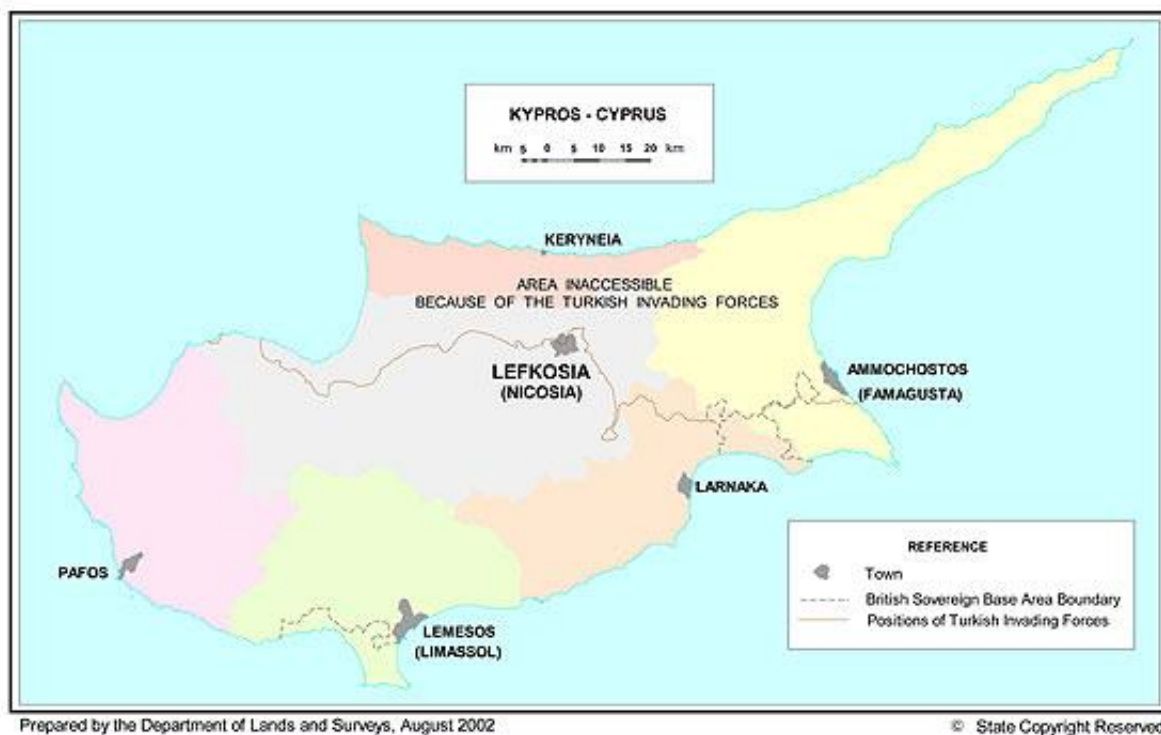 KYPROS - CYPRUS
km 5 0 5 10 15 20 km
KERYNEIA
AREA INACCESSIBLE
BECAUSE OF THE TURKISH INVADING FORCES
LEFKOSIA
(NICOSIA)
AMMOCHOSTOS
(FAMAGUSTA)
LARNAKA
PAFOS
LEMESOS
(LIMASSOL)
REFERENCE
Town
British Sovereign Base Area Boundary
Positions of Turkish Invading Forces
Prepared by the Department of Lands and Surveys, August 2002
© State Copyright Reserved